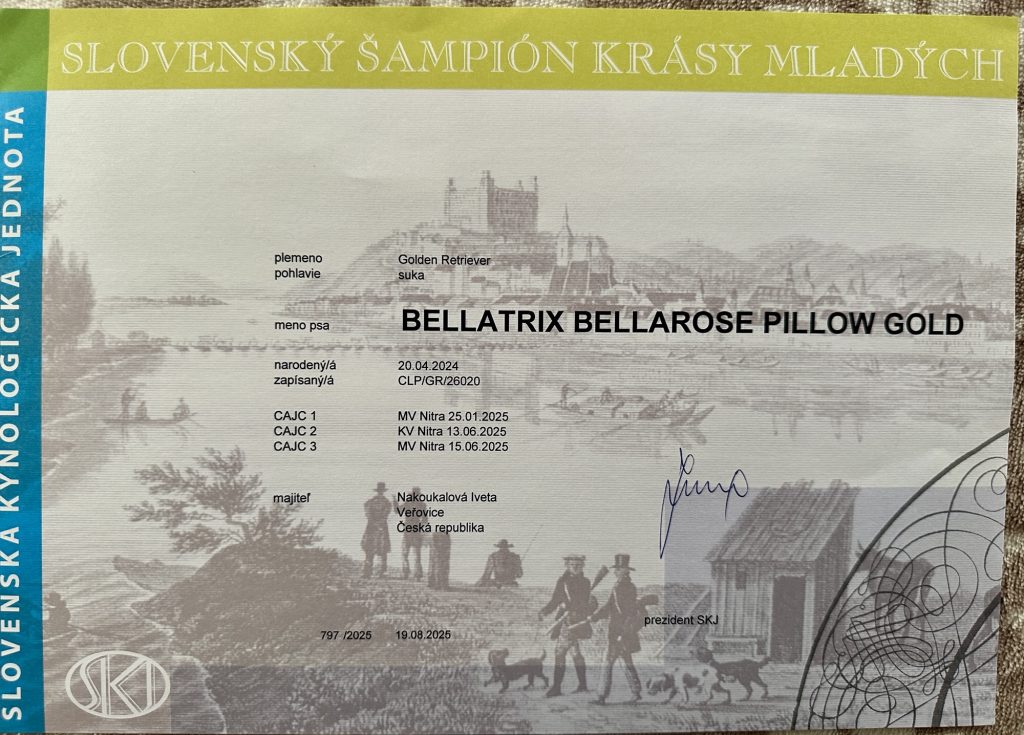 SLOVENSKÝ ŠAMPIÓN KRÁSY MLADÝCH
SLOVENSKÁ KYNOLOGICKÁ JEDNOTA
plemeno Golden Retriever
pohlavie suka
meno psa BELLATRIX BELLAROSE PILLOW GOLD
narodený/á 20.04.2024
zapísaný/á CLP/GR/26020
CAJC 1 MV Nitra 25.01.2025
CAJC 2 KV Nitra 13.06.2025
CAJC 3 MV Nitra 15.06.2025
majiteľ Nakoukalová Iveta
Veřovice
Česká republika
prezident SKJ
797 /2025 19.08.2025
SKJ